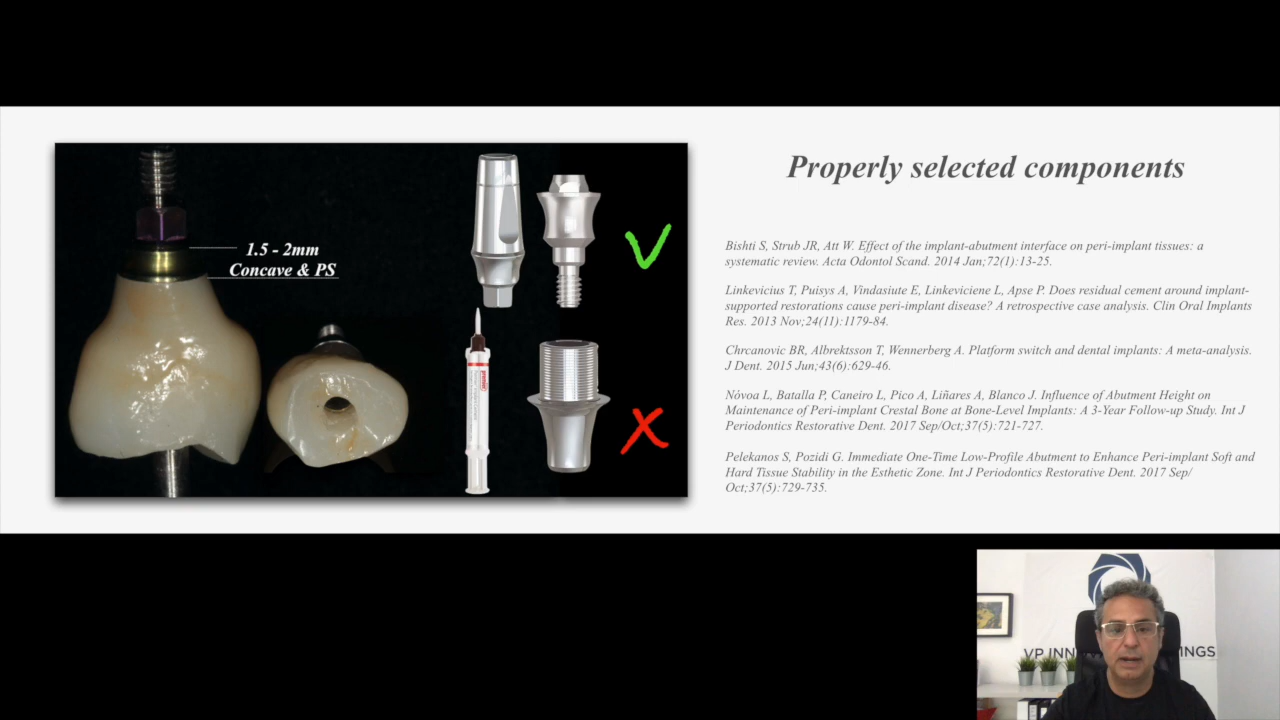 1.5 - 2mm
Concave & PS
Properly selected components
Bishti S, Strub JR, Att W. Effect of the implant-abutment interface on peri-implant tissues: a
systematic review. Acta Odontol Scand. 2014 Jan;72(1):13-25.
Linkevicius T, Puisys A, Vindasiute E, Linkeviciene L, Apse P. Does residual cement around implant-
supported restorations cause peri-implant disease? A retrospective case analysis. Clin Oral Implants
Res. 2013 Nov;24(11):1179-84.
Chrcanovic BR, Albrektsson T, Wennerberg A. Platform switch and dental implants: A meta-analysis.
J Dent. 2015 Jun;43(6):629-46.
Nóvoa L, Batalla P, Caneiro L, Pico A, Liñares A, Blanco J. Influence of Abutment Height on
Maintenance of Peri-implant Crestal Bone at Bone-Level Implants: A 3-Year Follow-up Study. Int J
Periodontics Restorative Dent. 2017 Sep/Oct;37(5):721-727.
Pelekanos S, Pozidi G. Immediate One-Time Low-Profile Abutment to Enhance Peri-implant Soft and
Hard Tissue Stability in the Esthetic Zone. Int J Periodontics Restorative Dent. 2017 Sep/
Oct;37(5):729-735.
VP INN INGS